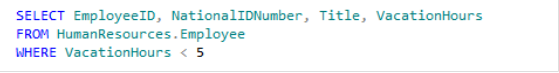 SELECT EmployeeID, NationalIDNumber, Title, VacationHours
FROM HumanResources.Employee
WHERE VacationHours < 5